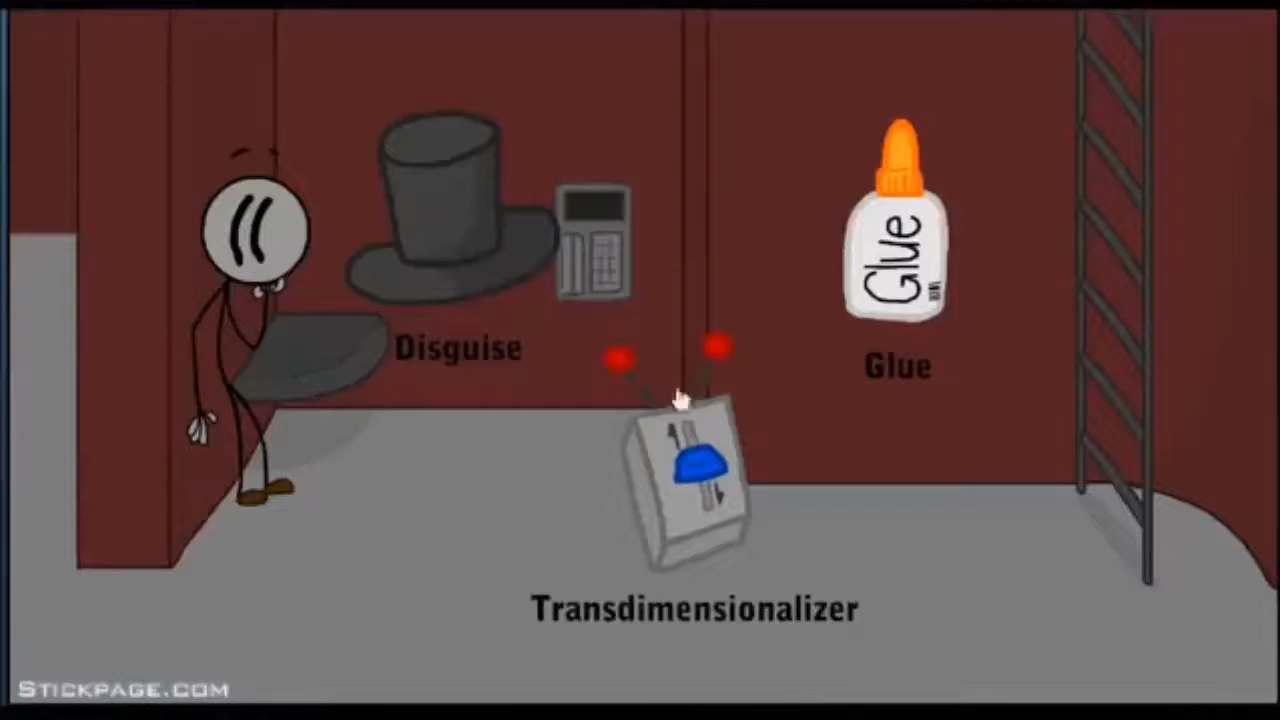 Glue
Disguise
Glue
Transdimensionalizer
STICKPAGE.COM